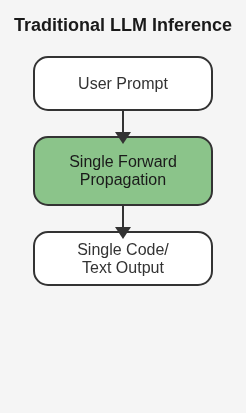 Traditional LLM Inference
User Prompt
Single Forward
Propagation
Single Code/
Text Output